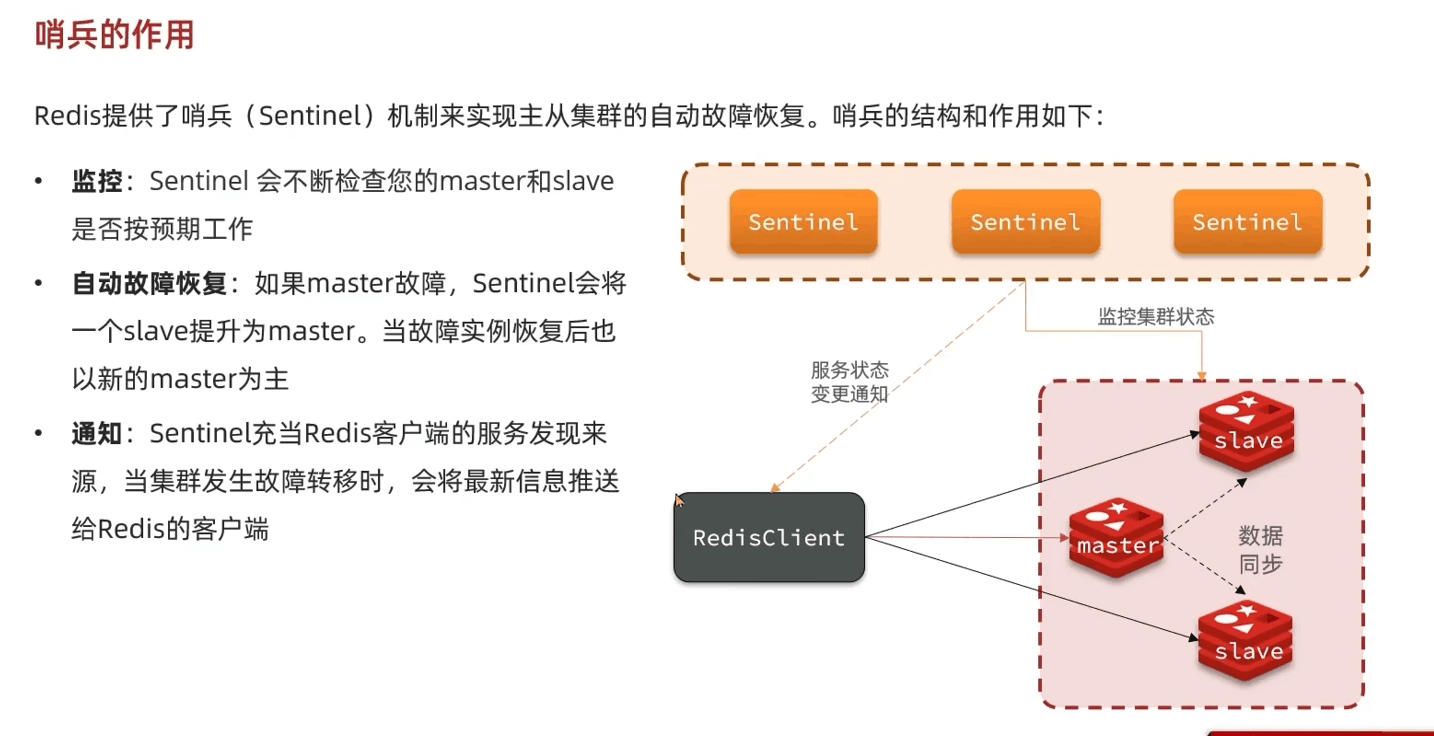 哨兵的作用
Redis提供了哨兵（Sentinel）机制来实现主从集群的自动故障恢复。哨兵的结构和作用如下：
• 监控：Sentinel 会不断检查您的master和slave
是否按预期工作
• 自动故障恢复：如果master故障，Sentinel会将
一个slave提升为master。当故障实例恢复后也
以新的master为主
• 通知：Sentinel充当Redis客户端的服务发现来
源，当集群发生故障转移时，会将最新信息推送
给Redis的客户端
Sentinel
Sentinel
Sentinel
监控集群状态
服务状态
变更通知
slave
RedisClient
master
数据
同步
slave